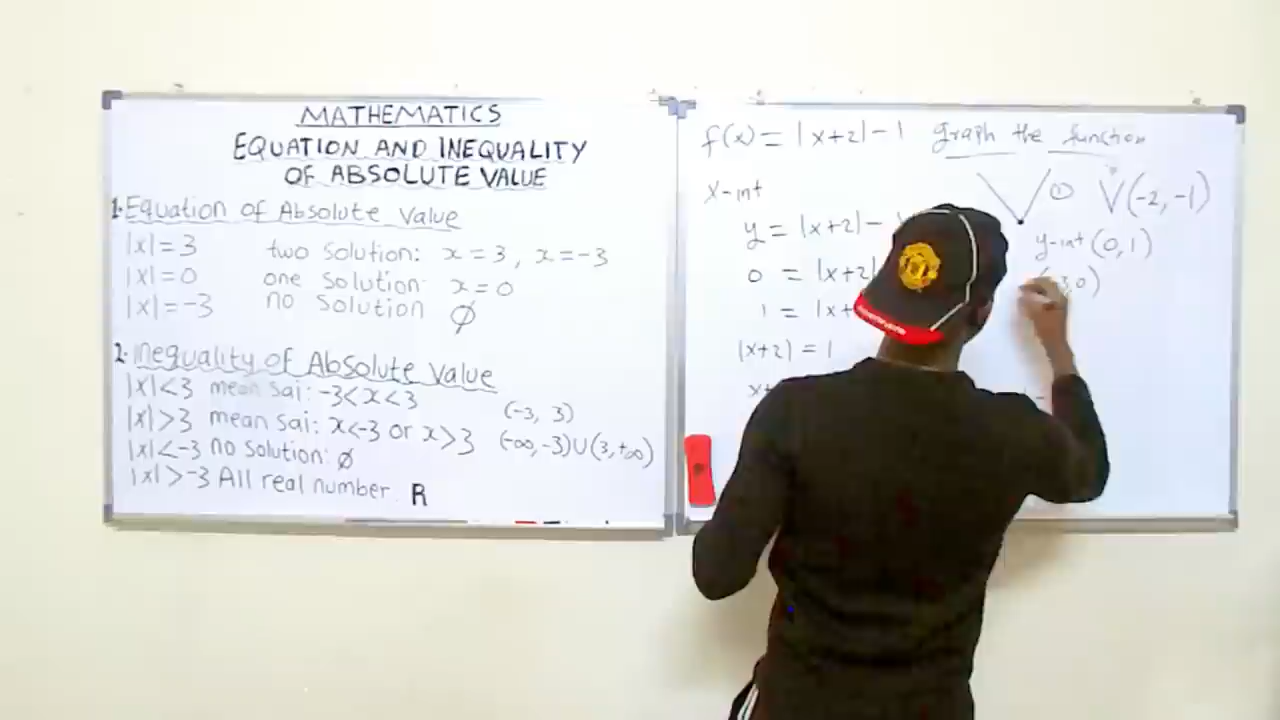 MATHEMATICS
EQUATION AND INEQUALITY
OF ABSOLUTE VALUE
1. Equation of Absolute Value
|x|=3 two solution: x=3, x=-3
|x|=0 one solution: x=0
|x|=-3 no solution ∅
2. Inequality of Absolute Value
|x|<3 mean sai: -3<x<3 (-3, 3)
|x|>3 mean sai: x<-3 or x>3 (-∞,-3)U(3,+∞)
|x|<-3 no solution: ∅
|x|>-3 All real number R
f(x) = |x+2|-1 graph the function
x-int
y = |x+2|-
0 = |x+2|
1 = |x+
|x+2| = 1
x+
① V(-2,-1)
y-int (0,1)
3,0)